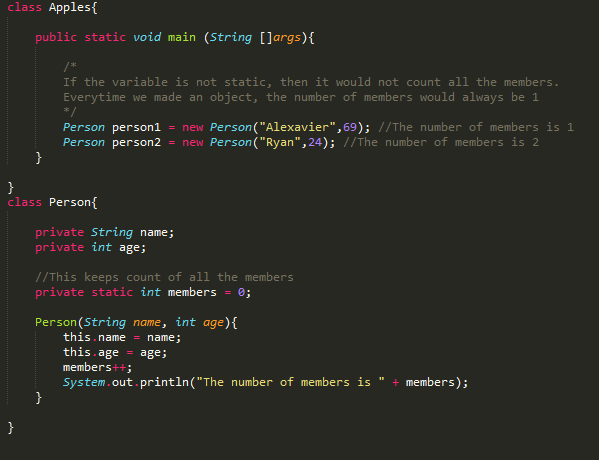 class Apples{
public static void main (String []args){
/*
If the variable is not static, then it would not count all the members.
Everytime we made an object, the number of members would always be 1
*/
Person person1 = new Person("Alexavier",69); //The number of members is 1
Person person2 = new Person("Ryan",24); //The number of members is 2
}
}
class Person{
private String name;
private int age;
//This keeps count of all the members
private static int members = 0;
Person(String name, int age){
this.name = name;
this.age = age;
members++;
System.out.println("The number of members is " + members);
}
}